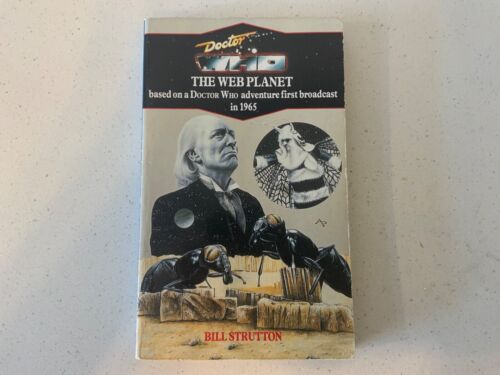 Doctor
WHO
THE WEB PLANET
based on a DOCTOR WHO adventure first broadcast
in 1965
BILL STRUTTON